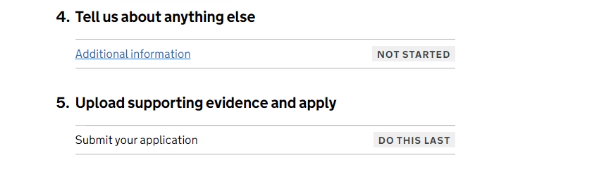 4. Tell us about anything else
Additional information NOT STARTED
5. Upload supporting evidence and apply
Submit your application DO THIS LAST